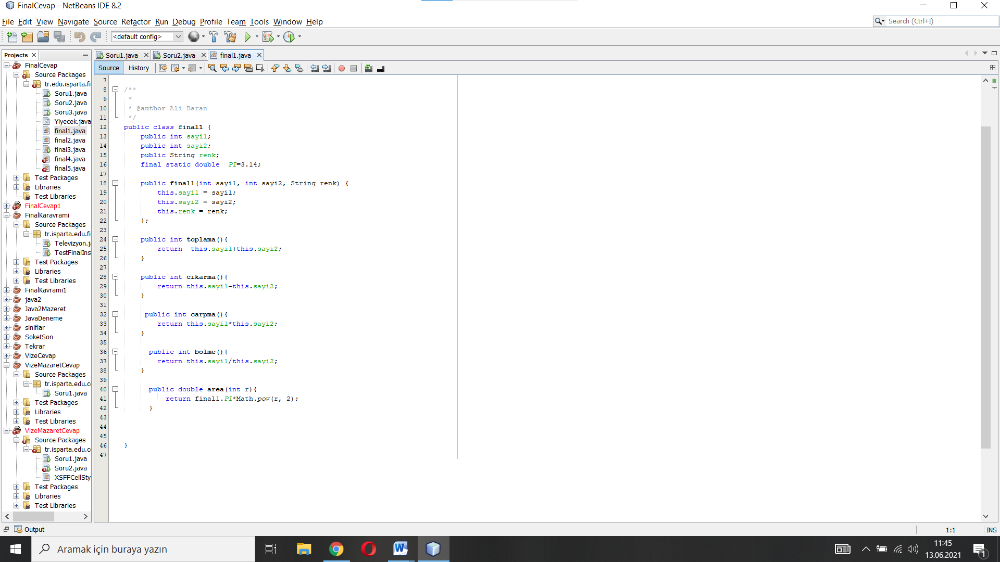 FinalCevap - NetBeans IDE 8.2
File Edit View Navigate Source Refactor Run Debug Profile Team Tools Window Help
Search (Ctrl+I)
<default config>
Projects
Soru1.java
Soru2.java
final1.java
Source
History
FinalCevap
Source Packages
tr.edu.isparta.fi
Soru1.java
Soru2.java
Soru3.java
Yiyecek.java
final1.java
final2.java
final3.java
final4.java
final5.java
Test Packages
Libraries
Test Libraries
FinalCevap1
FinalKaravrami
Source Packages
tr.isparta.edu.fi
Televizyon.ja
TestFinalIns
Test Packages
Libraries
Test Libraries
FinalKavrami1
java2
Java2Mazeret
JavaDeneme
siniflar
SoketSon
Tekrar
VizeCevap
VizeMazaretCevap
Source Packages
tr.isparta.edu.co
Soru1.java
Test Packages
Libraries
Test Libraries
VizeMazaretCevap
Source Packages
tr.isparta.edu.co
Soru1.java
Soru2.java
XSFFCellSty
Test Packages
Libraries
Test Libraries
7
8 /**
9 *
10 * @author Ali Baran
11 */
12 public class final1 {
13 public int sayi1;
14 public int sayi2;
15 public String renk;
16 final static double  PI=3.14;
17
18 public final1(int sayi1, int sayi2, String renk) {
19 this.sayi1 = sayi1;
20 this.sayi2 = sayi2;
21 this.renk = renk;
22 };
23
24 public int toplama(){
25 return  this.sayi1+this.sayi2;
26 }
27
28 public int cıkarma(){
29 return this.sayi1-this.sayi2;
30 }
31
32 public int carpma(){
33 return this.sayi1*this.sayi2;
34 }
35
36 public int bolme(){
37 return this.sayi1/this.sayi2;
38 }
39
40 public double area(int r){
41 return final1.PI*Math.pow(r, 2);
42 }
43
44
45
46 }
47
Output
1:1
INS
Aramak için buraya yazın
11:45
13.06.2021
1